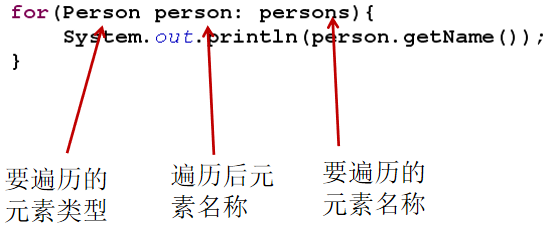 for(Person person: persons){
System.out.println(person.getName());
}
要遍历的
元素类型
遍历后元
素名称
要遍历的
元素名称